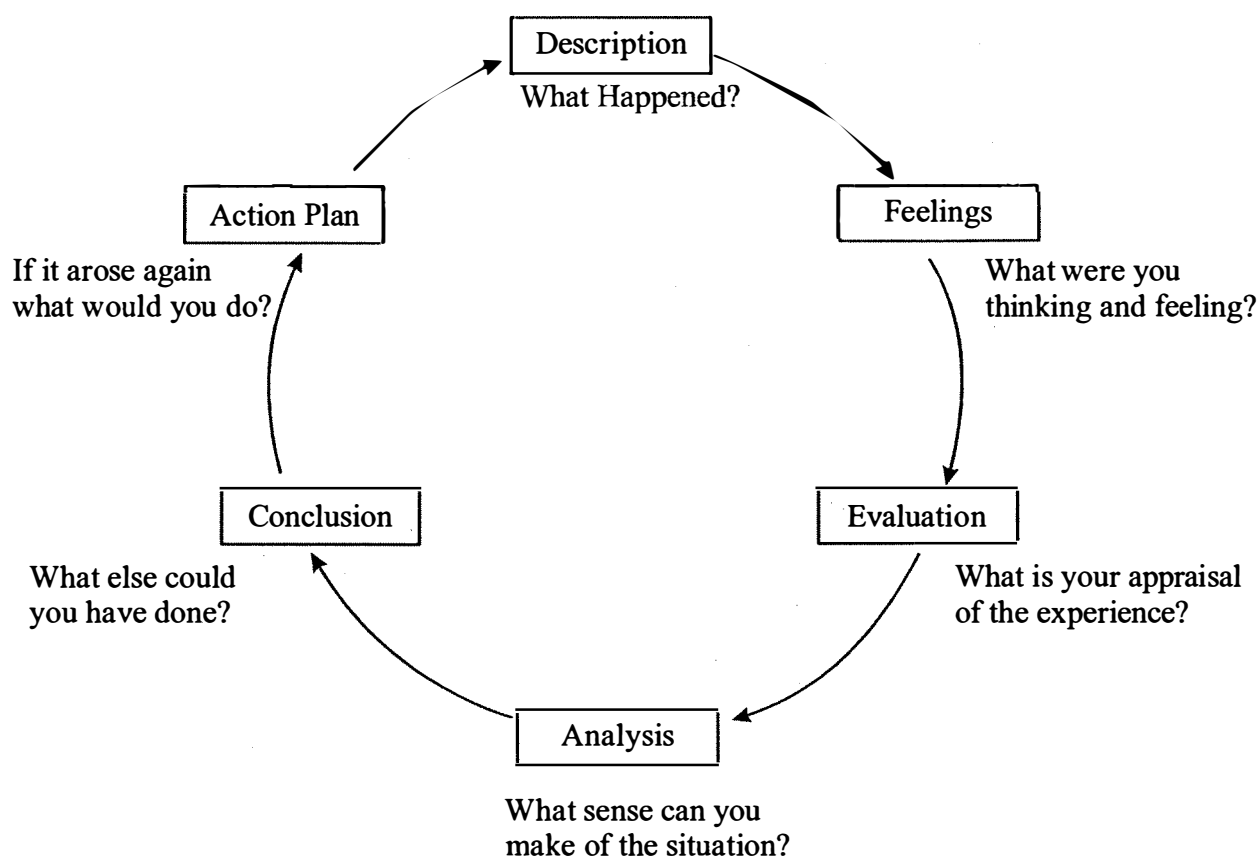 Description
What Happened?
Feelings
What were you
thinking and feeling?
Evaluation
What is your appraisal
of the experience?
Analysis
What sense can you
make of the situation?
Conclusion
What else could
you have done?
Action Plan
If it arose again
what would you do?